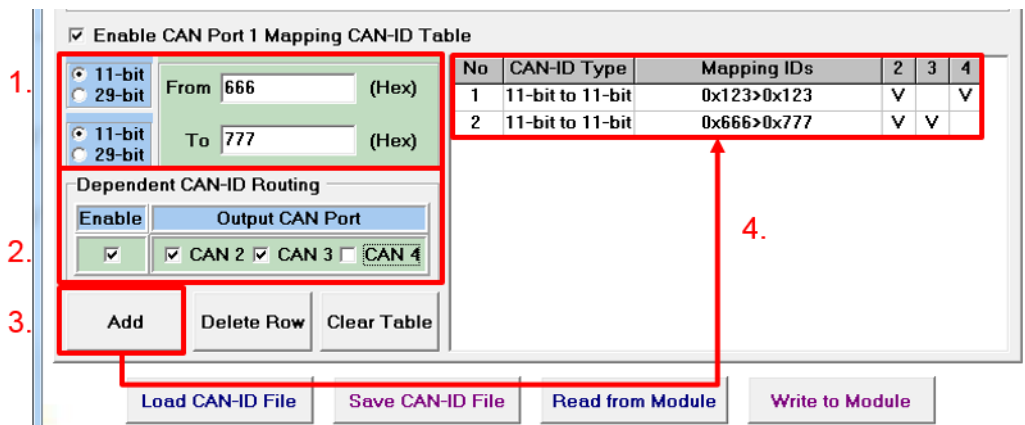 Enable CAN Port 1 Mapping CAN-ID Table
1.
11-bit
29-bit
From 666 (Hex)
11-bit
29-bit
To 777 (Hex)
No CAN-ID Type Mapping IDs 2 3 4
1 11-bit to 11-bit 0x123>0x123 V V
2 11-bit to 11-bit 0x666>0x777 V V
Dependent CAN-ID Routing
Enable Output CAN Port
2.
CAN 2 CAN 3 CAN 4
4.
3.
Add Delete Row Clear Table
Load CAN-ID File Save CAN-ID File Read from Module Write to Module